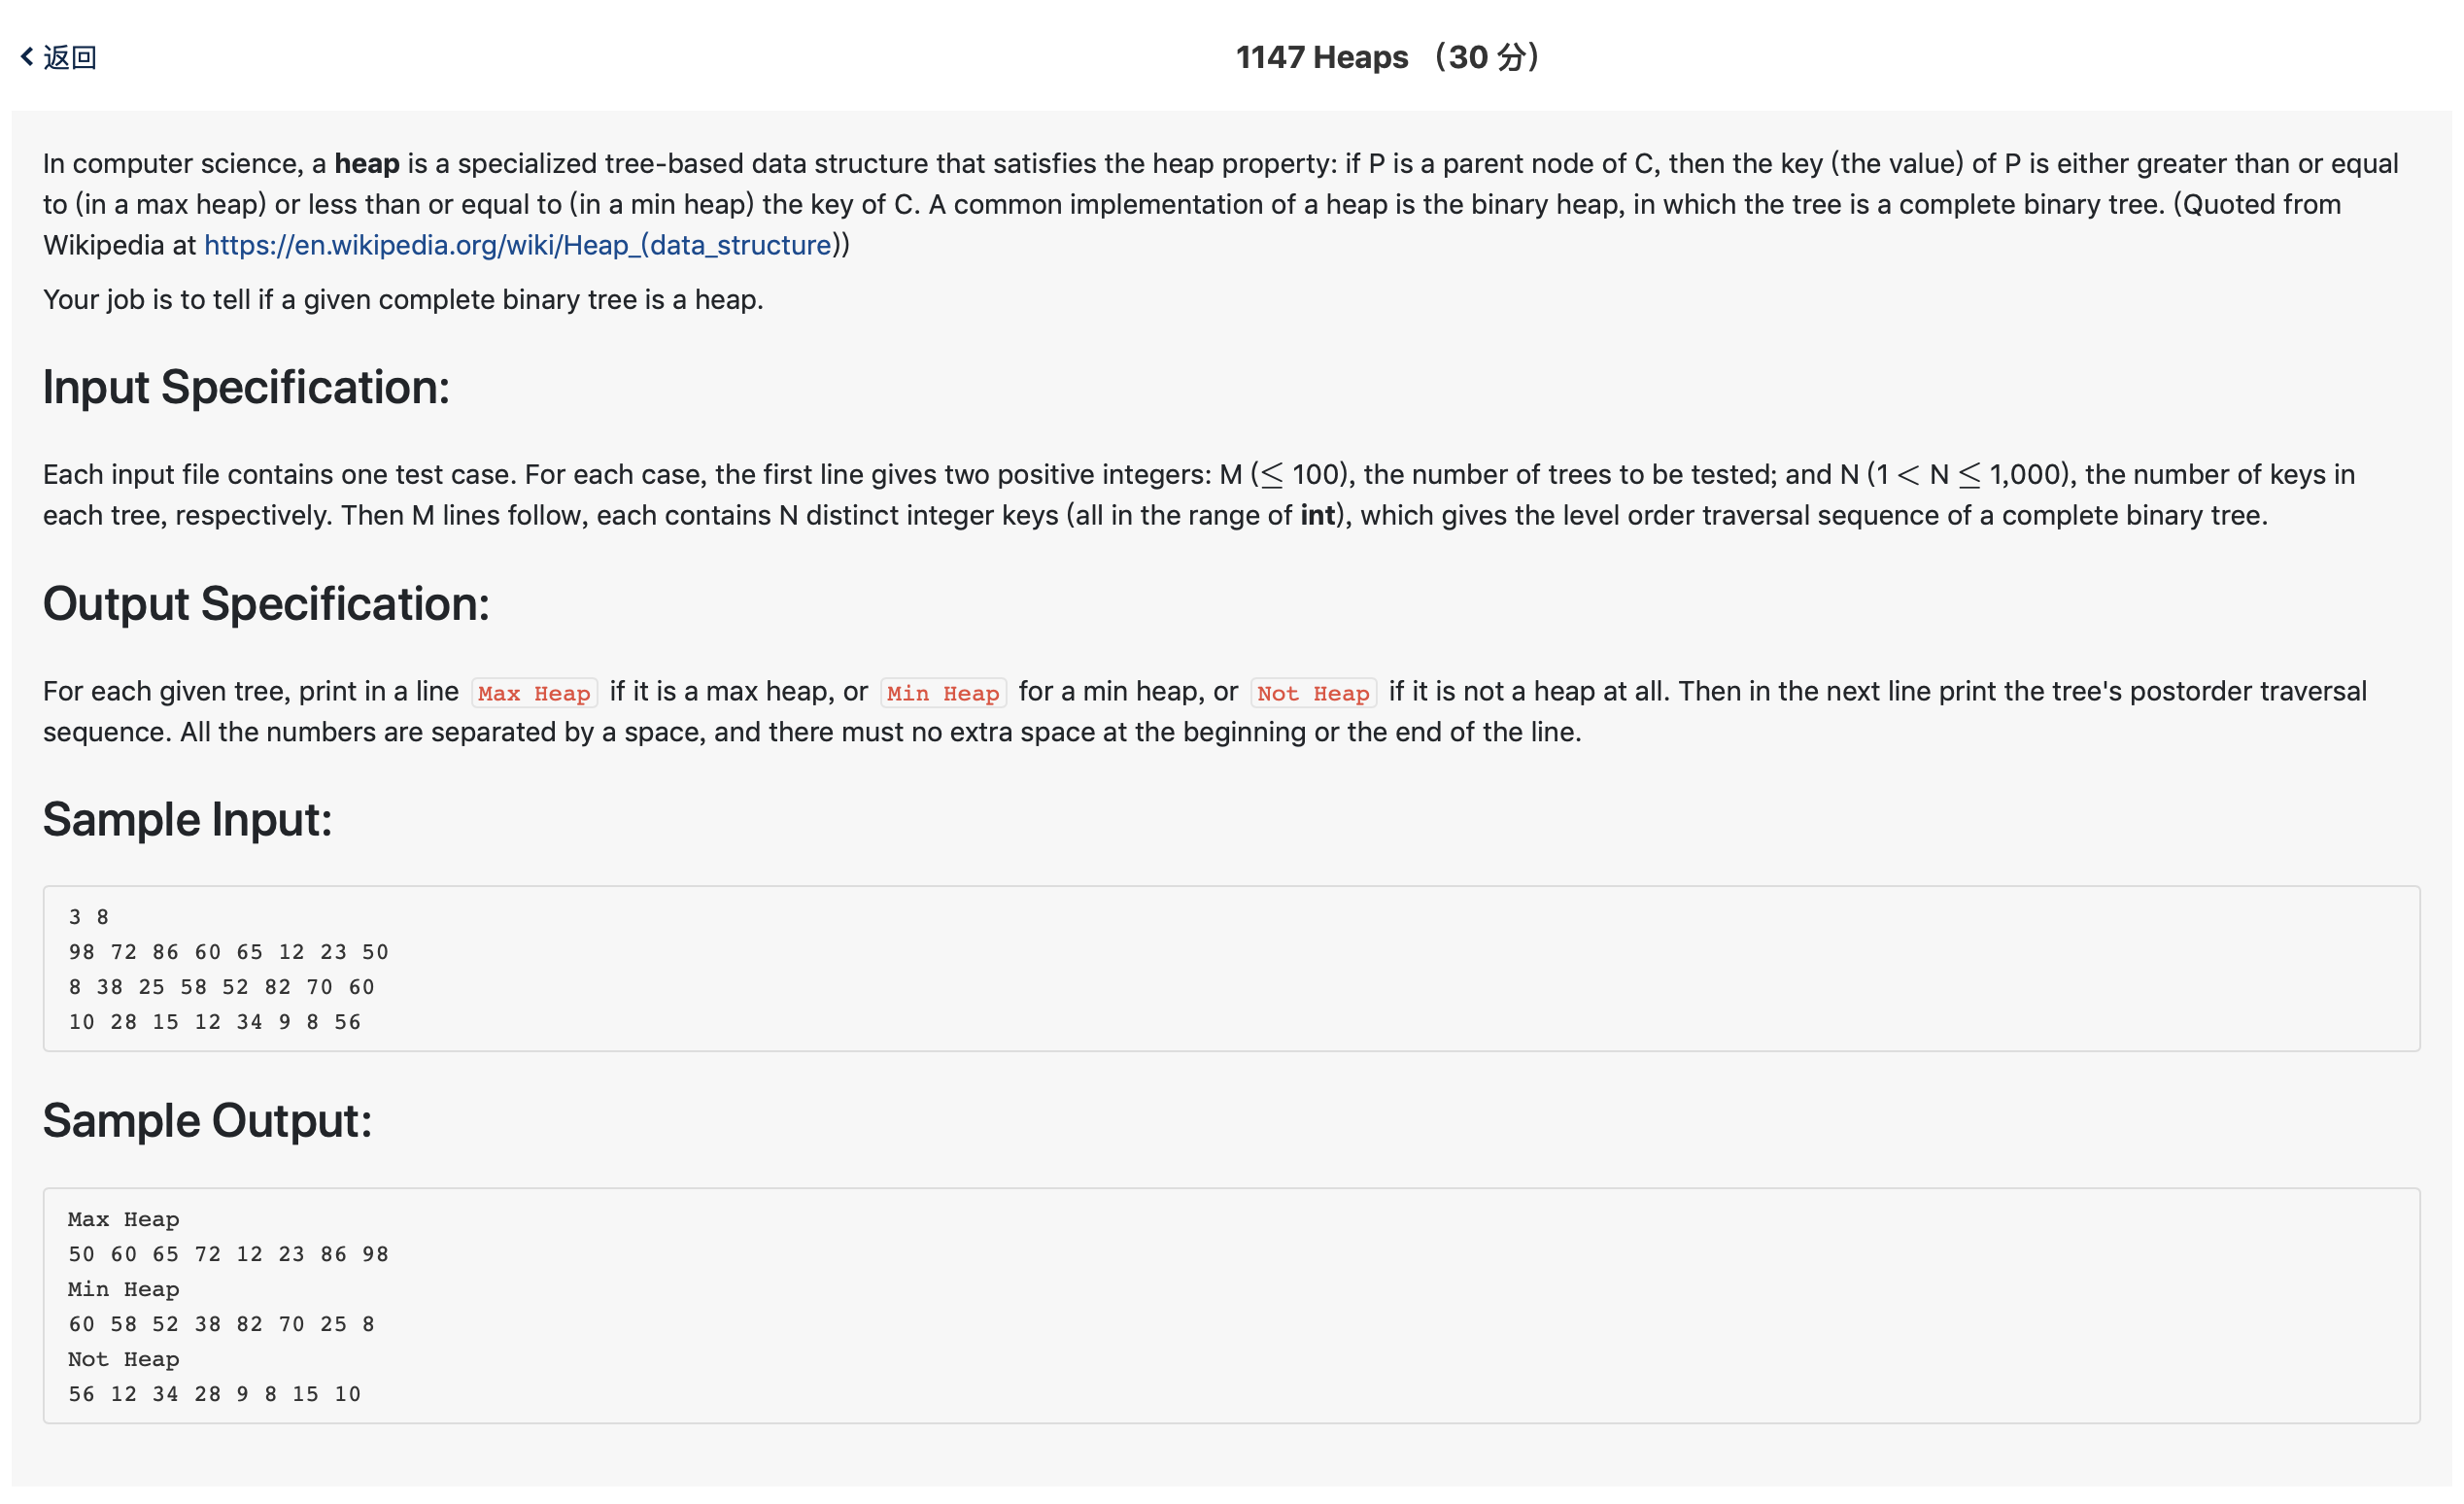 返回
1147 Heaps （30 分）
In computer science, a heap is a specialized tree-based data structure that satisfies the heap property: if P is a parent node of C, then the key (the value) of P is either greater than or equal
to (in a max heap) or less than or equal to (in a min heap) the key of C. A common implementation of a heap is the binary heap, in which the tree is a complete binary tree. (Quoted from
Wikipedia at https://en.wikipedia.org/wiki/Heap_(data_structure))
Your job is to tell if a given complete binary tree is a heap.
Input Specification:
Each input file contains one test case. For each case, the first line gives two positive integers: M (≤ 100), the number of trees to be tested; and N (1 < N ≤ 1,000), the number of keys in
each tree, respectively. Then M lines follow, each contains N distinct integer keys (all in the range of int), which gives the level order traversal sequence of a complete binary tree.
Output Specification:
For each given tree, print in a line Max Heap if it is a max heap, or Min Heap for a min heap, or Not Heap if it is not a heap at all. Then in the next line print the tree's postorder traversal
sequence. All the numbers are separated by a space, and there must no extra space at the beginning or the end of the line.
Sample Input:
3 8
98 72 86 60 65 12 23 50
8 38 25 58 52 82 70 60
10 28 15 12 34 9 8 56
Sample Output:
Max Heap
50 60 65 72 12 23 86 98
Min Heap
60 58 52 38 82 70 25 8
Not Heap
56 12 34 28 9 8 15 10